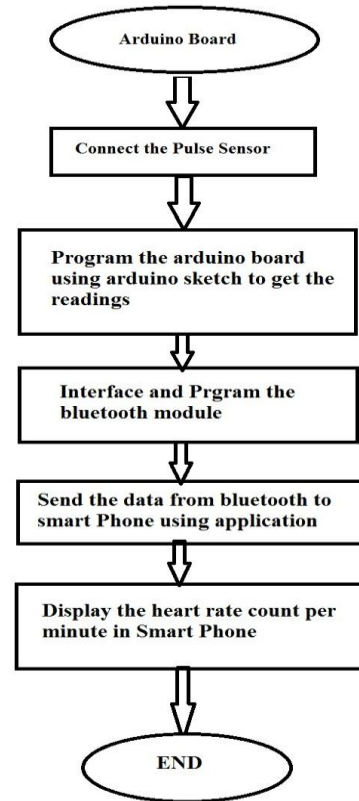 Arduino Board
Connect the Pulse Sensor
Program the arduino board
using arduino sketch to get the
readings
Interface and Prgram the
bluetooth module
Send the data from bluetooth to
smart Phone using application
Display the heart rate count per
minute in Smart Phone
END